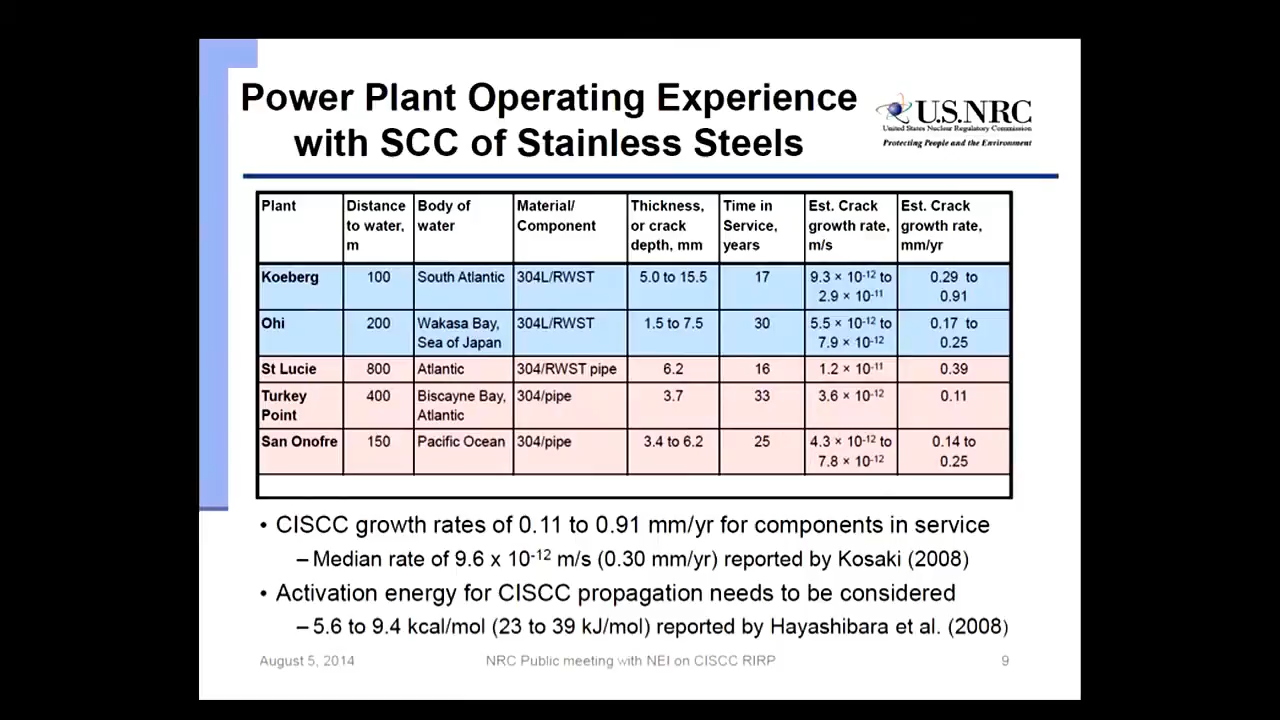 Power Plant Operating Experience
with SCC of Stainless Steels
U.S.NRC
United States Nuclear Regulatory Commission
Protecting People and the Environment
Plant | Distance to water, m | Body of water | Material/ Component | Thickness, or crack depth, mm | Time in Service, years | Est. Crack growth rate, m/s | Est. Crack growth rate, mm/yr
Koeberg | 100 | South Atlantic | 304L/RWST | 5.0 to 15.5 | 17 | 9.3 × 10⁻¹² to 2.9 × 10⁻¹¹ | 0.29 to 0.91
Ohi | 200 | Wakasa Bay, Sea of Japan | 304L/RWST | 1.5 to 7.5 | 30 | 5.5 × 10⁻¹² to 7.9 × 10⁻¹² | 0.17 to 0.25
St Lucie | 800 | Atlantic | 304/RWST pipe | 6.2 | 16 | 1.2 × 10⁻¹¹ | 0.39
Turkey Point | 400 | Biscayne Bay, Atlantic | 304/pipe | 3.7 | 33 | 3.6 × 10⁻¹² | 0.11
San Onofre | 150 | Pacific Ocean | 304/pipe | 3.4 to 6.2 | 25 | 4.3 × 10⁻¹² to 7.8 × 10⁻¹² | 0.14 to 0.25
• CISCC growth rates of 0.11 to 0.91 mm/yr for components in service
– Median rate of 9.6 x 10⁻¹² m/s (0.30 mm/yr) reported by Kosaki (2008)
• Activation energy for CISCC propagation needs to be considered
– 5.6 to 9.4 kcal/mol (23 to 39 kJ/mol) reported by Hayashibara et al. (2008)
August 5, 2014
NRC Public meeting with NEI on CISCC RIRP
9